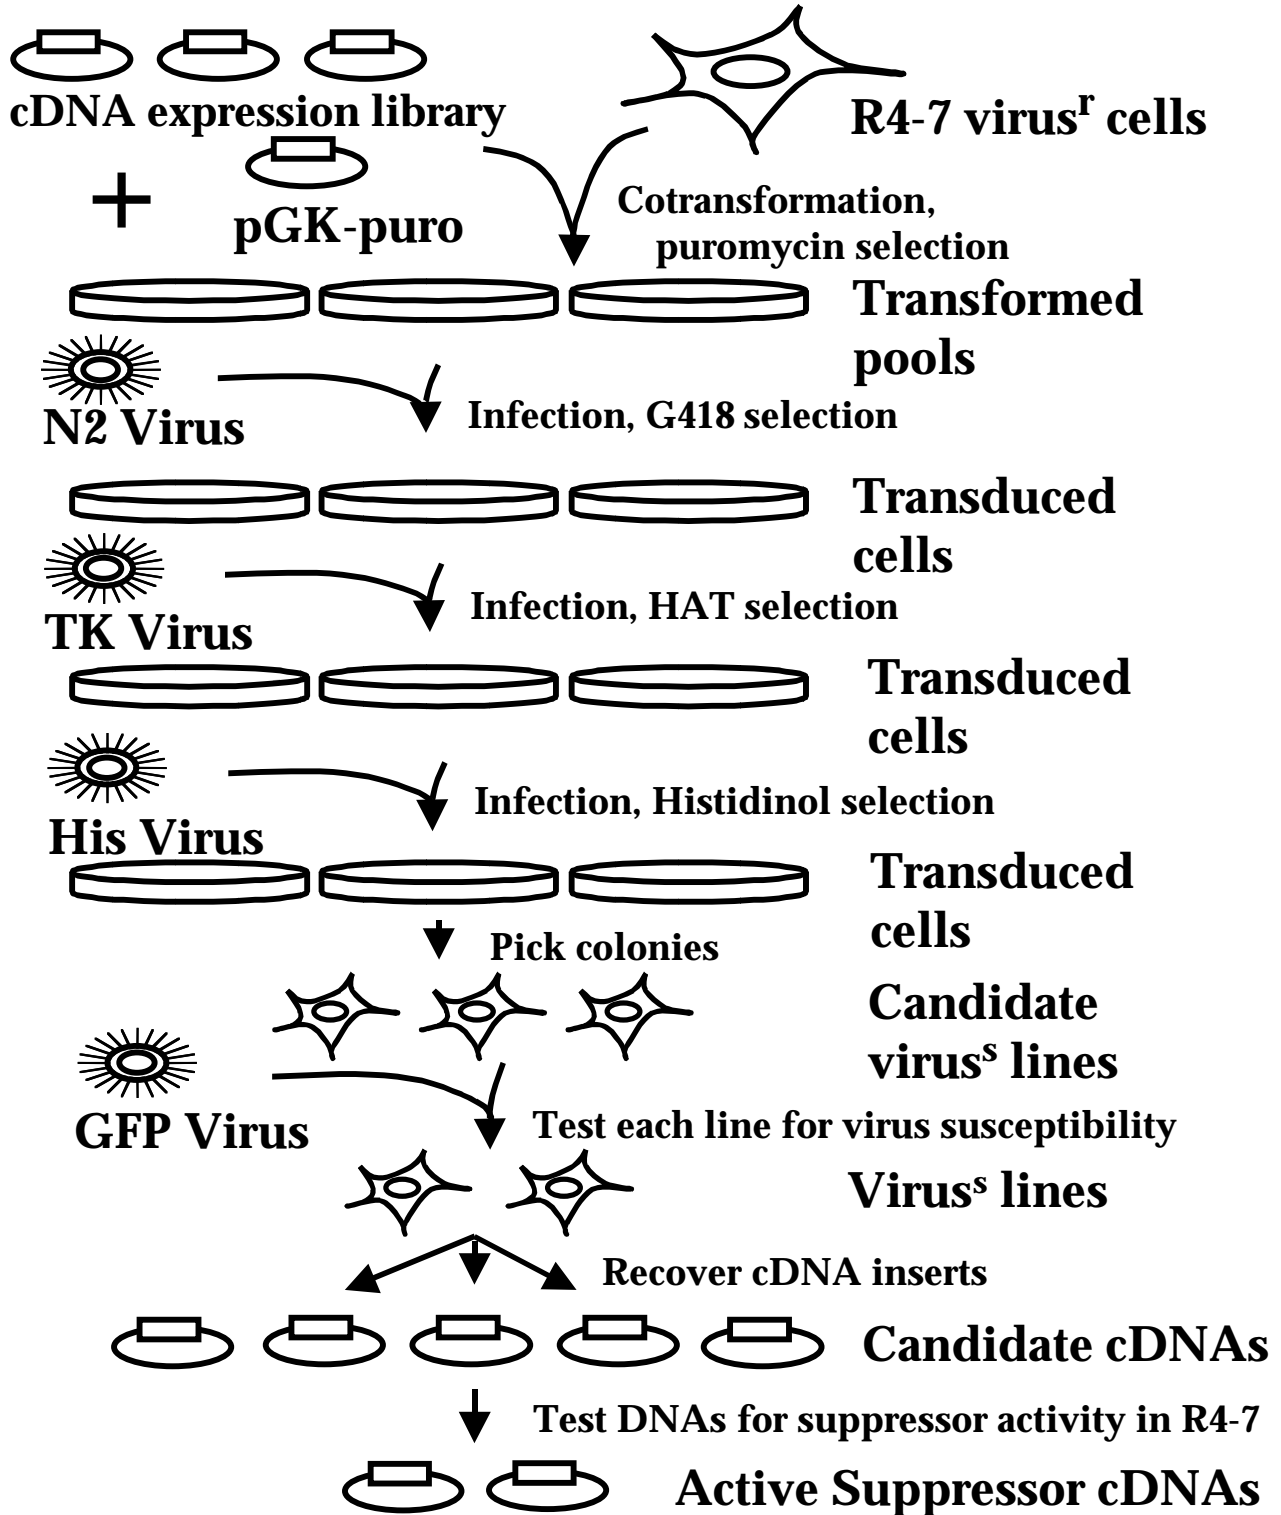 cDNA expression library
R4-7 virusʳ cells
+
pGK-puro
Cotransformation,
puromycin selection
Transformed
pools
N2 Virus
Infection, G418 selection
Transduced
cells
TK Virus
Infection, HAT selection
Transduced
cells
His Virus
Infection, Histidinol selection
Transduced
cells
Pick colonies
Candidate
virusˢ lines
GFP Virus
Test each line for virus susceptibility
Virusˢ lines
Recover cDNA inserts
Candidate cDNAs
Test DNAs for suppressor activity in R4-7
Active Suppressor cDNAs